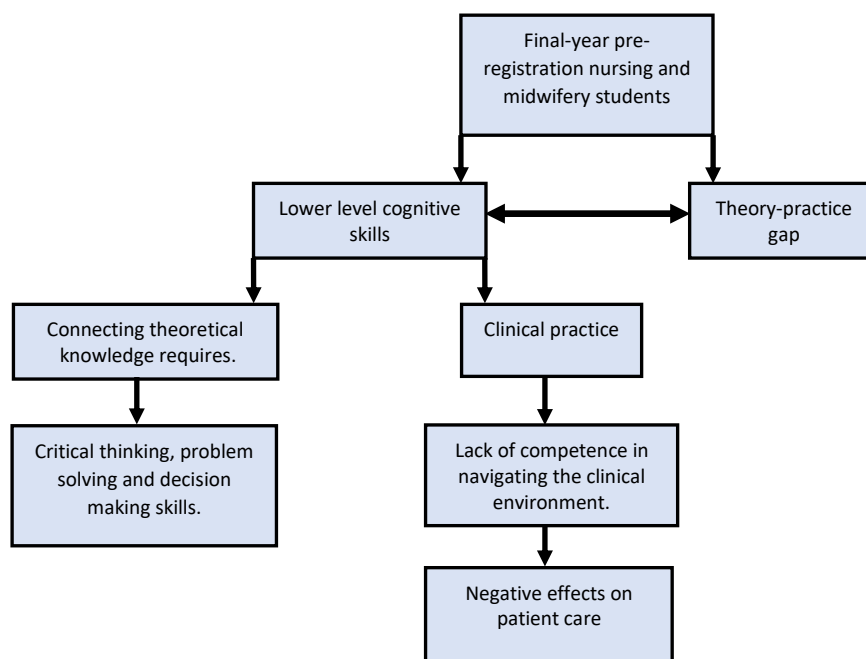 Final-year pre-
registration nursing and
midwifery students
Lower level cognitive
skills
Theory-practice
gap
Connecting theoretical
knowledge requires.
Clinical practice
Critical thinking, problem
solving and decision
making skills.
Lack of competence in
navigating the clinical
environment.
Negative effects on
patient care